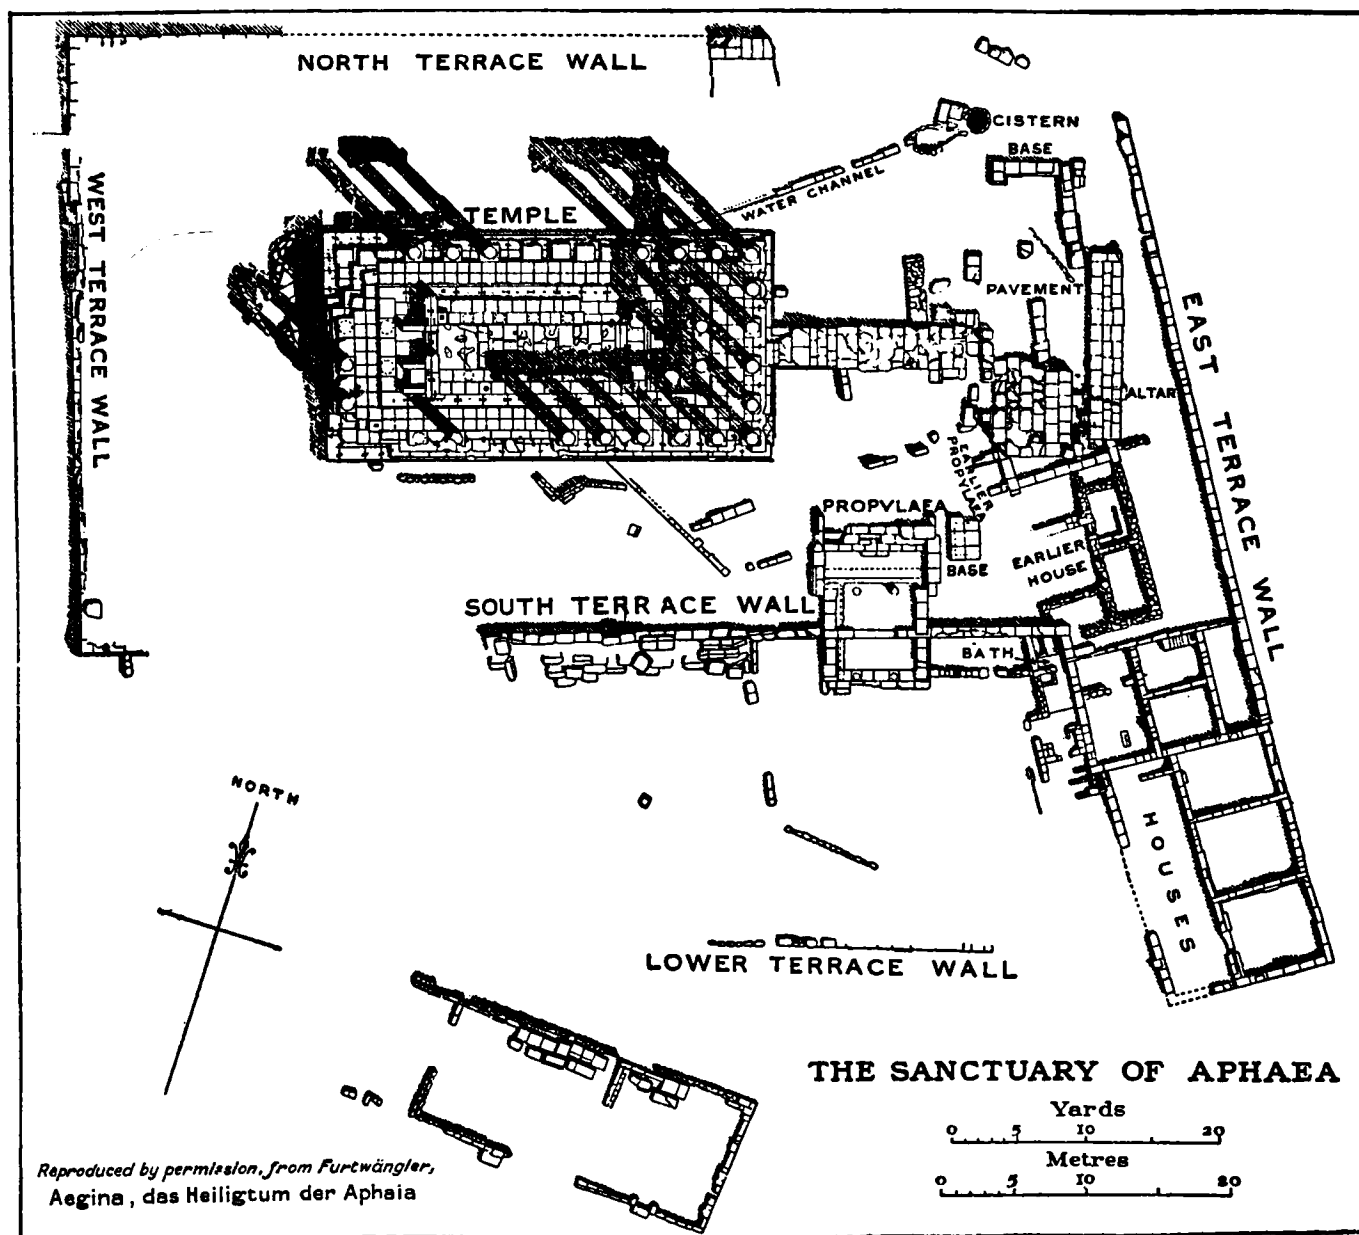 NORTH TERRACE WALL
CISTERN
BASE
WATER CHANNEL
TEMPLE
WEST TERRACE WALL
PAVEMENT
EAST TERRACE WALL
ALTAR
EARLIER
PROPYLAEA
PROPYLAEA
BASE
EARLIER
HOUSE
SOUTH TERRACE WALL
BATH
NORTH
HOUSES
LOWER TERRACE WALL
THE SANCTUARY OF APHAEA
Yards
0 5 10 20
Metres
0 5 10 20
Reproduced by permission, from Furtwängler,
Aegina, das Heiligtum der Aphaia